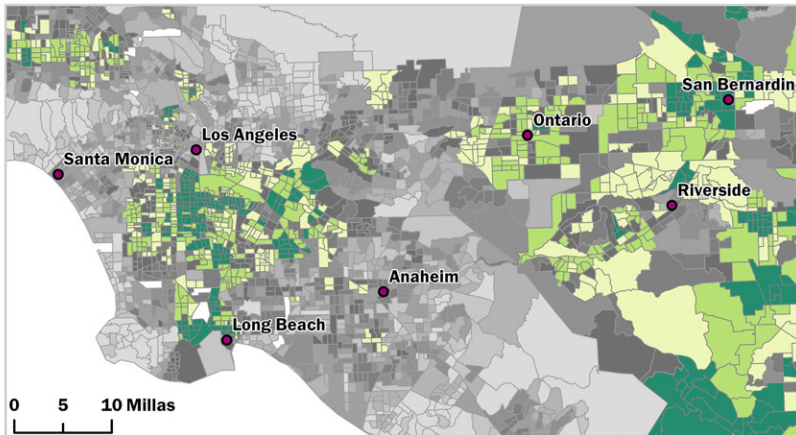 San Bernardin
Ontario
Los Angeles
Santa Monica
Riverside
Anaheim
Long Beach
0 5 10 Millas